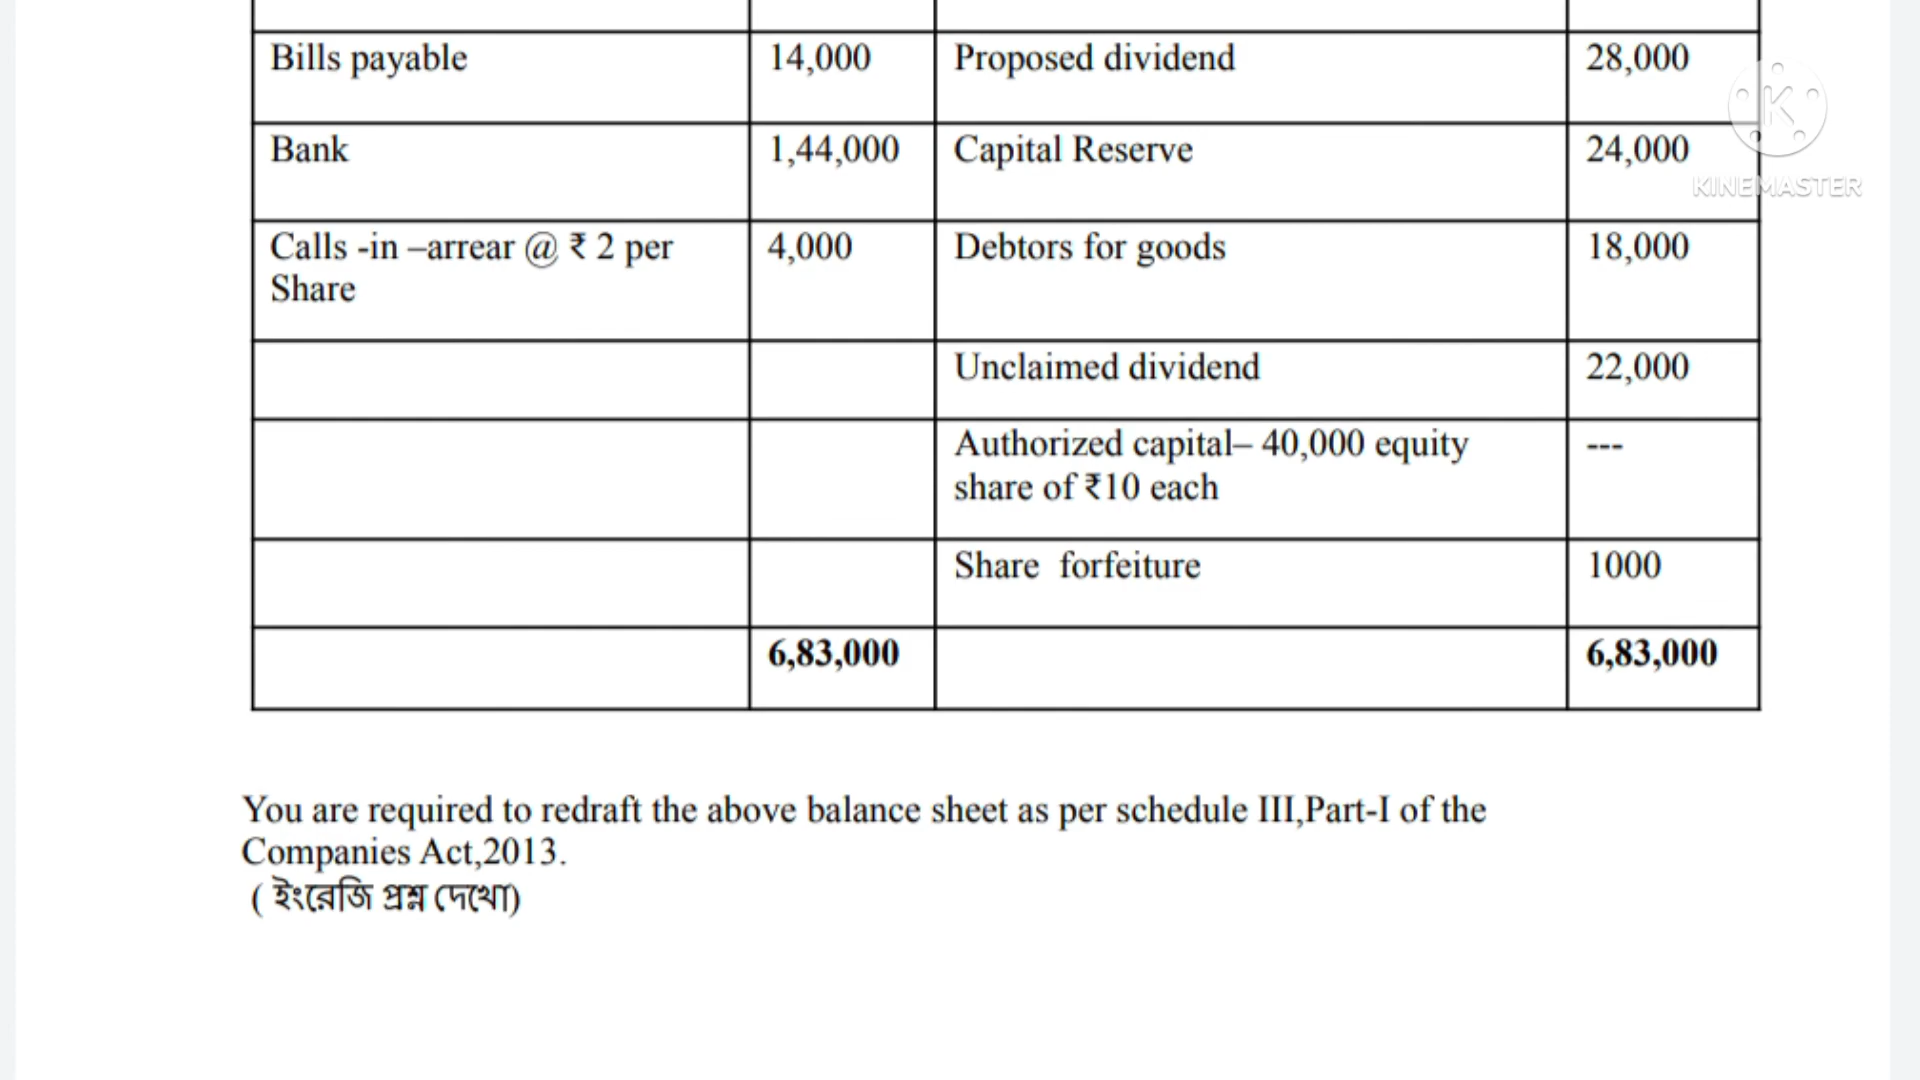 Bills payable 14,000 Proposed dividend 28,000
Bank 1,44,000 Capital Reserve 24,000
KINEMASTER
Calls -in –arrear @ ₹ 2 per 4,000 Debtors for goods 18,000
Share
Unclaimed dividend 22,000
Authorized capital– 40,000 equity ---
share of ₹10 each
Share forfeiture 1000
6,83,000 6,83,000
You are required to redraft the above balance sheet as per schedule III,Part-I of the
Companies Act,2013.
( ইংরেজি প্রশ্ন দেখো)